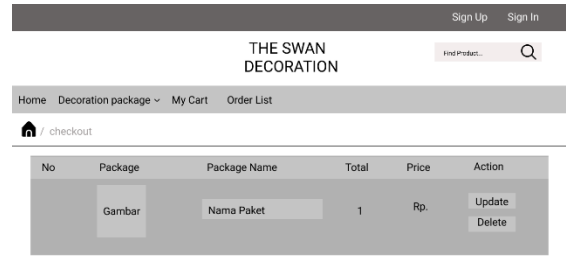 Sign Up Sign In
THE SWAN
DECORATION
Find Product...
Home Decoration package My Cart Order List
/ checkout
No Package Package Name Total Price Action
Gambar Nama Paket 1 Rp. Update
Delete